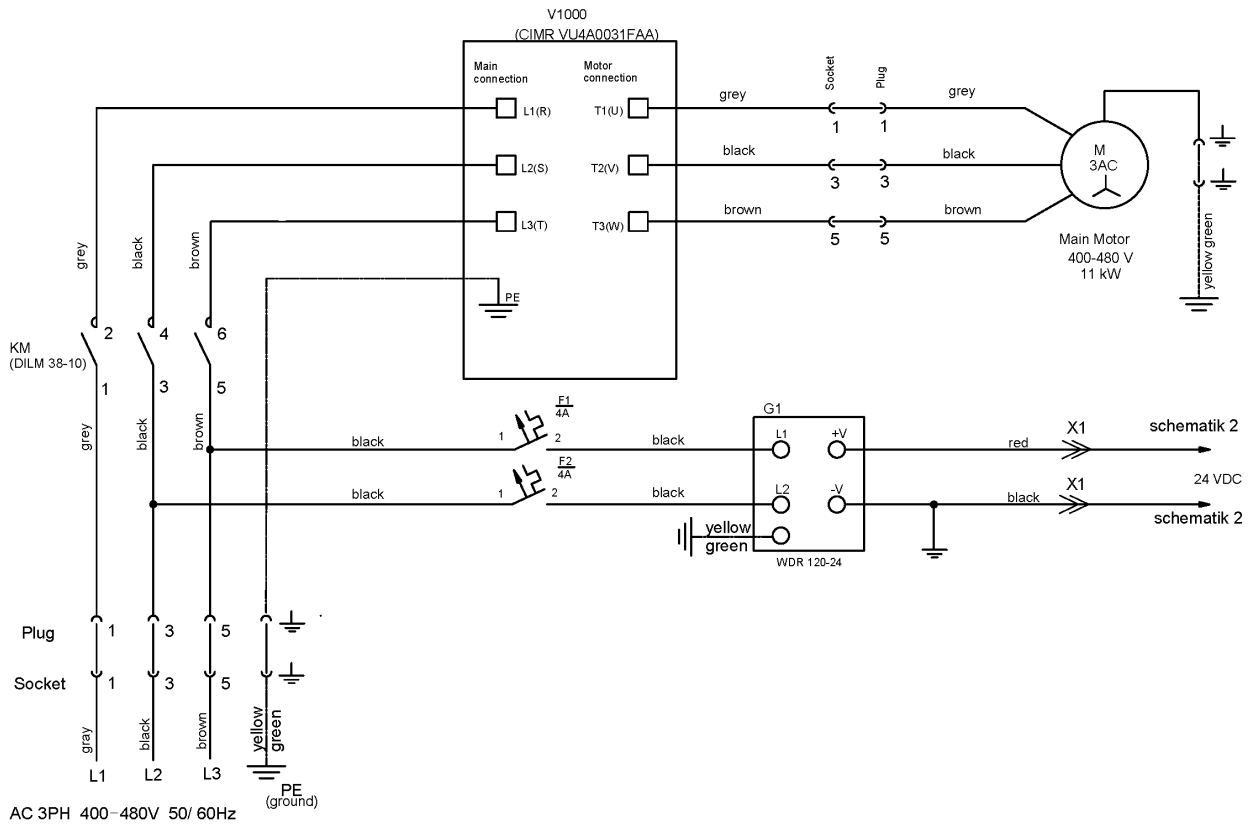 V1000
(CIMR VU4A0031FAA)
Main
connection
Motor
connection
Socket
Plug
L1(R)
T1(U)
grey
1
1
grey
L2(S)
T2(V)
black
3
3
black
L3(T)
T3(W)
brown
5
5
brown
M
3AC
Main Motor
400-480 V
11 kW
yellow green
PE
grey
black
brown
KM
(DILM 38-10)
2
4
6
1
3
5
grey
black
brown
black
1
F1
4A
2
black
black
1
F2
4A
2
black
G1
L1
+V
L2
-V
WDR 120-24
yellow
green
red
X1
schematik 2
24 VDC
black
X1
schematik 2
Plug
1
3
5
Socket
1
3
5
gray
black
brown
yellow
green
L1
L2
L3
PE
(ground)
AC 3PH 400-480V 50/ 60Hz